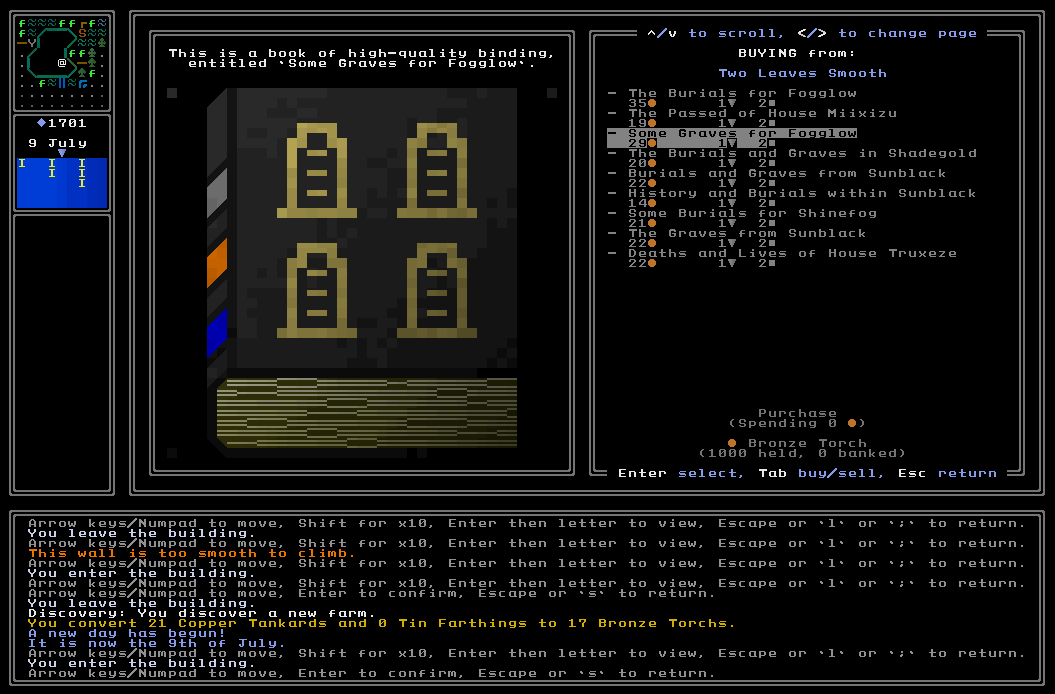 ◆1701
9 July
This is a book of high-quality binding,
entitled 'Some Graves for Fogglow'.
^/v to scroll, </> to change page
BUYING from:
Two Leaves Smooth
- The Burials for Fogglow
35● 1▼ 2■
- The Passed of House Miixizu
19● 1▼ 2■
- Some Graves for Fogglow
29● 1▼ 2■
- The Burials and Graves in Shadegold
20● 1▼ 2■
- Burials and Graves from Sunblack
22● 1▼ 2■
- History and Burials within Sunblack
14● 1▼ 2■
- Some Burials for Shinefog
21● 1▼ 2■
- The Graves from Sunblack
22● 1▼ 2■
- Deaths and Lives of House Truxeze
22● 1▼ 2■
Purchase
(Spending 0 ●)
● Bronze Torch
(1000 held, 0 banked)
Enter select, Tab buy/sell, Esc return
Arrow keys/Numpad to move, Shift for x10, Enter then letter to view, Escape or 'l' or ';' to return.
You leave the building.
Arrow keys/Numpad to move, Shift for x10, Enter then letter to view, Escape or 'l' or ';' to return.
This wall is too smooth to climb.
Arrow keys/Numpad to move, Shift for x10, Enter then letter to view, Escape or 'l' or ';' to return.
You enter the building.
Arrow keys/Numpad to move, Shift for x10, Enter then letter to view, Escape or 'l' or ';' to return.
Arrow keys/Numpad to move, Enter to confirm, Escape or 's' to return.
You leave the building.
Discovery: You discover a new farm.
You convert 21 Copper Tankards and 0 Tin Farthings to 17 Bronze Torchs.
A new day has begun!
It is now the 9th of July.
Arrow keys/Numpad to move, Shift for x10, Enter then letter to view, Escape or 'l' or ';' to return.
You enter the building.
Arrow keys/Numpad to move, Enter to confirm, Escape or 's' to return.